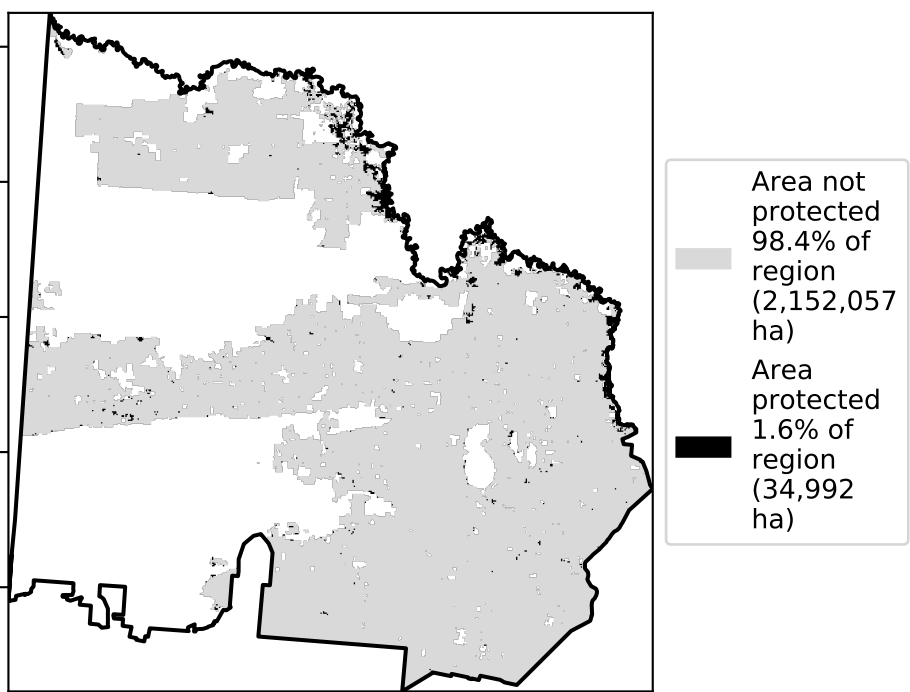 Area not
protected
98.4% of
region
(2,152,057
ha)
Area
protected
1.6% of
region
(34,992
ha)